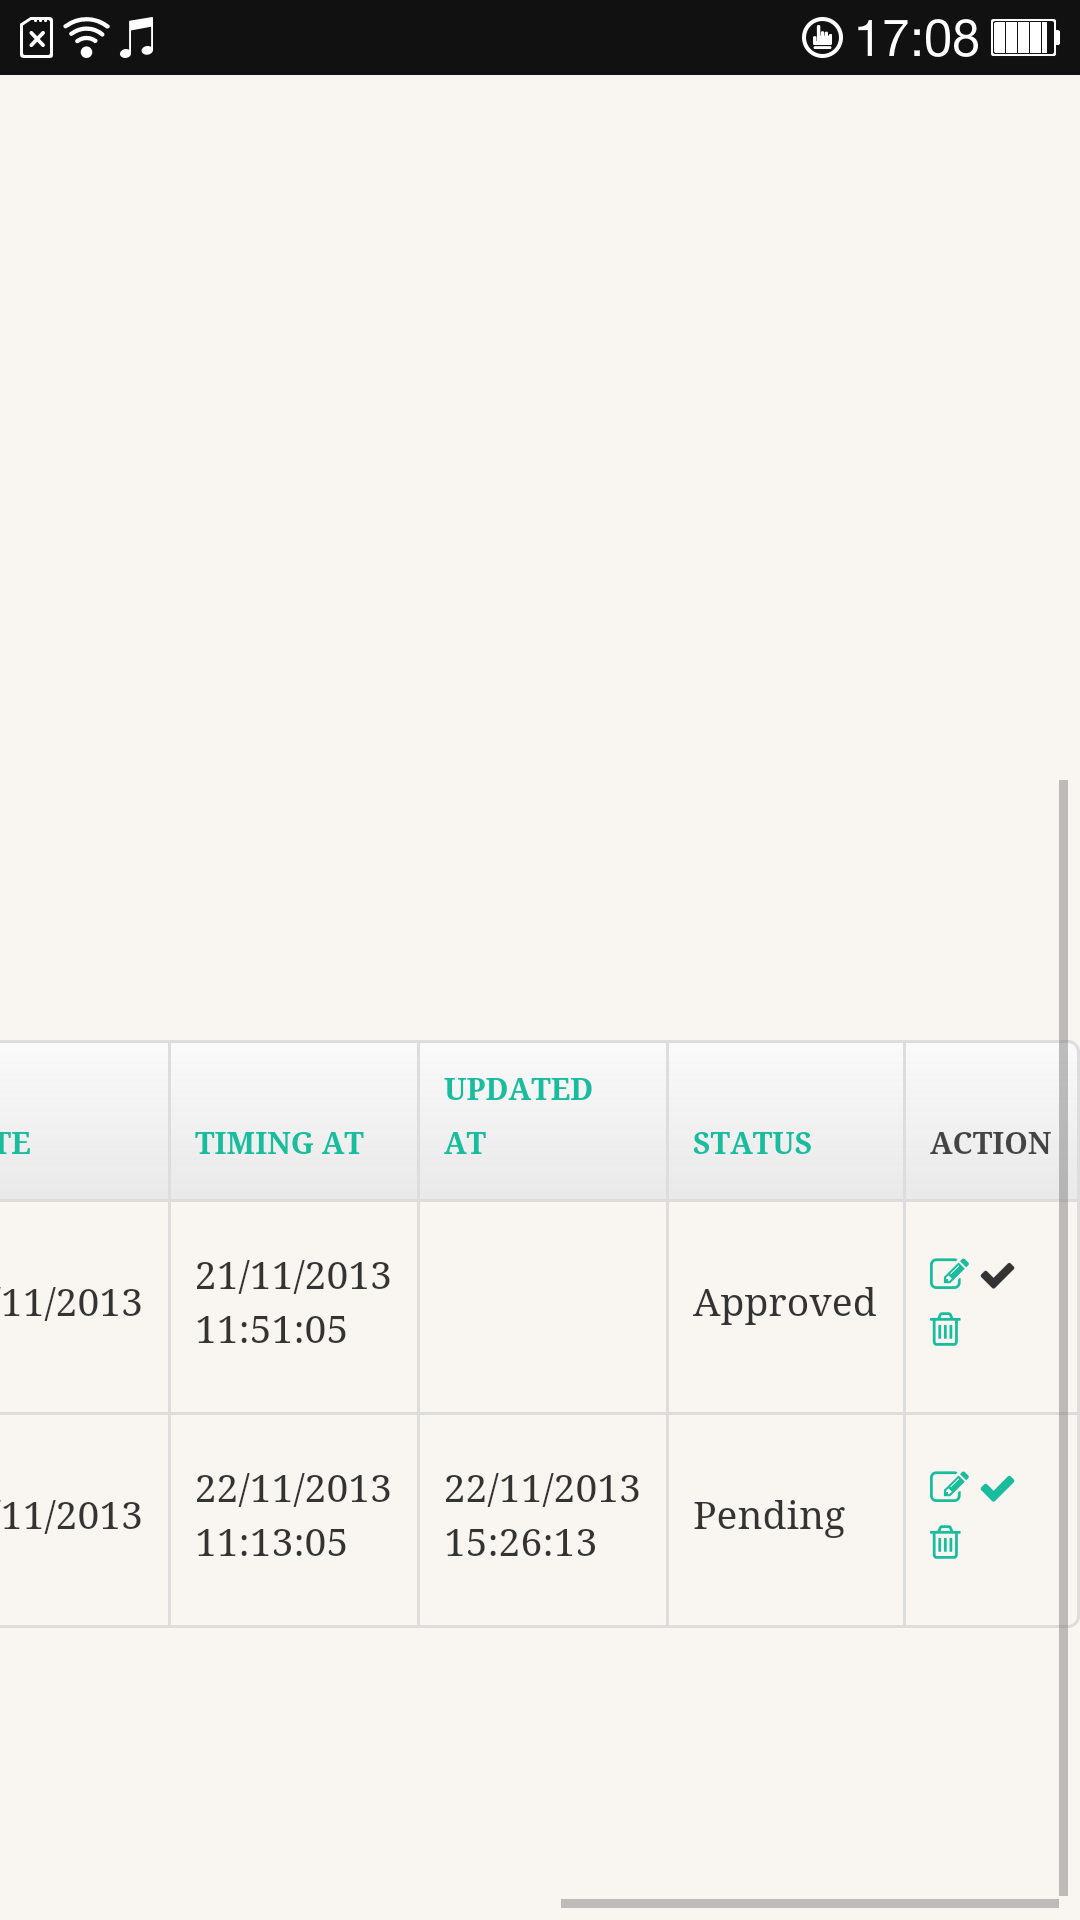 17:08
TE
TIMING AT
UPDATED
AT
STATUS
ACTION
/11/2013
21/11/2013
11:51:05
Approved
/11/2013
22/11/2013
11:13:05
22/11/2013
15:26:13
Pending